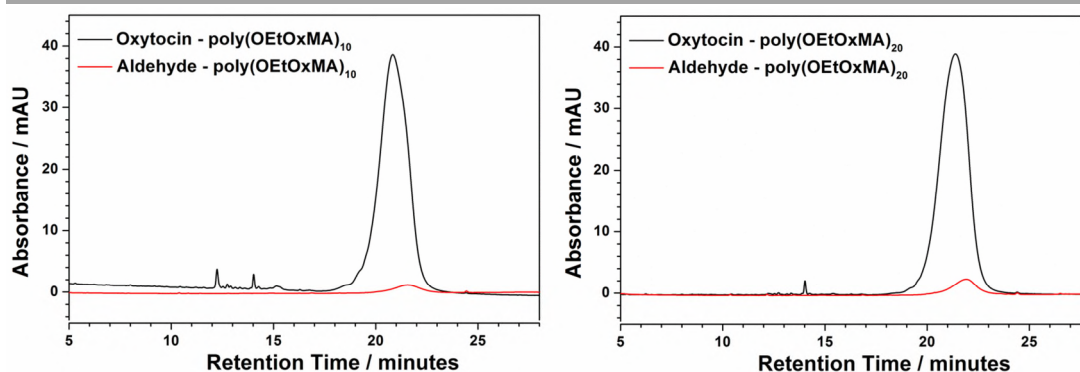 Oxytocin - poly(OEtOxMA)10
Aldehyde - poly(OEtOxMA)10
Absorbance / mAU
40
30
20
10
0
5
10
15
20
25
Retention Time / minutes
Oxytocin - poly(OEtOxMA)20
Aldehyde - poly(OEtOxMA)20
Absorbance / mAU
40
30
20
10
0
5
10
15
20
25
Retention Time / minutes